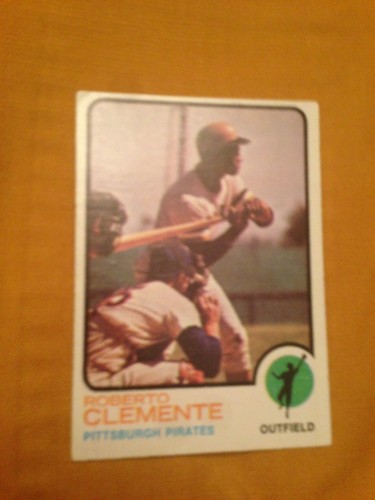 ROBERTO
CLEMENTE
PITTSBURGH PIRATES
OUTFIELD